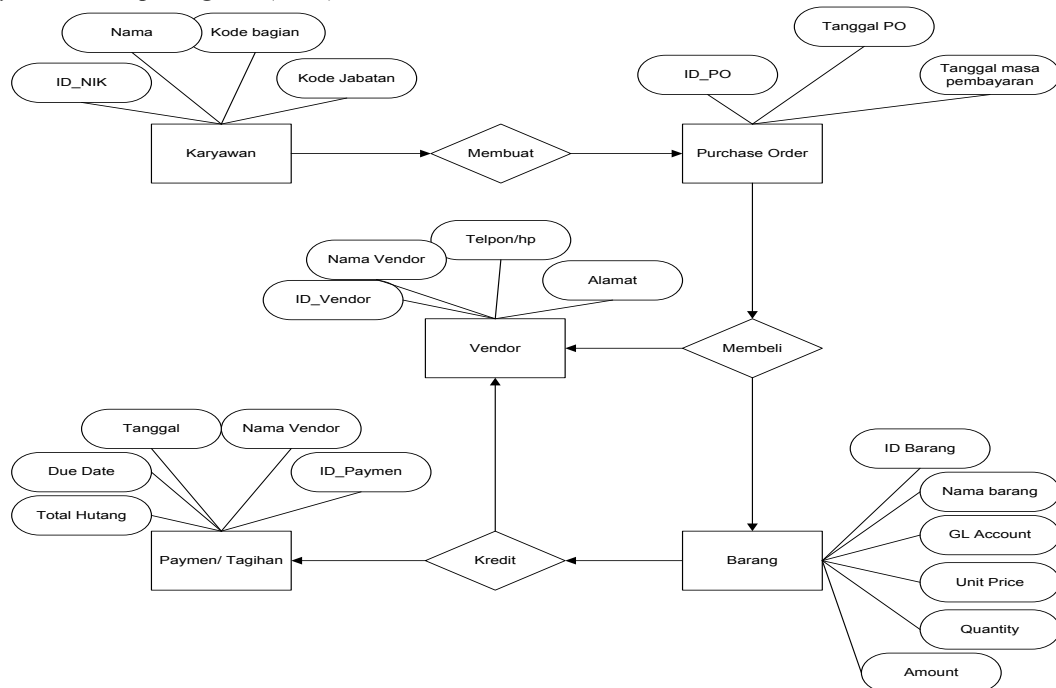 Nama
Kode bagian
ID_NIK
Kode Jabatan
Karyawan
Membuat
Tanggal PO
ID_PO
Tanggal masa
pembayaran
Purchase Order
Telpon/hp
Nama Vendor
ID_Vendor
Alamat
Vendor
Membeli
Tanggal
Nama Vendor
Due Date
ID_Paymen
Total Hutang
Paymen/ Tagihan
Kredit
Barang
ID Barang
Nama barang
GL Account
Unit Price
Quantity
Amount